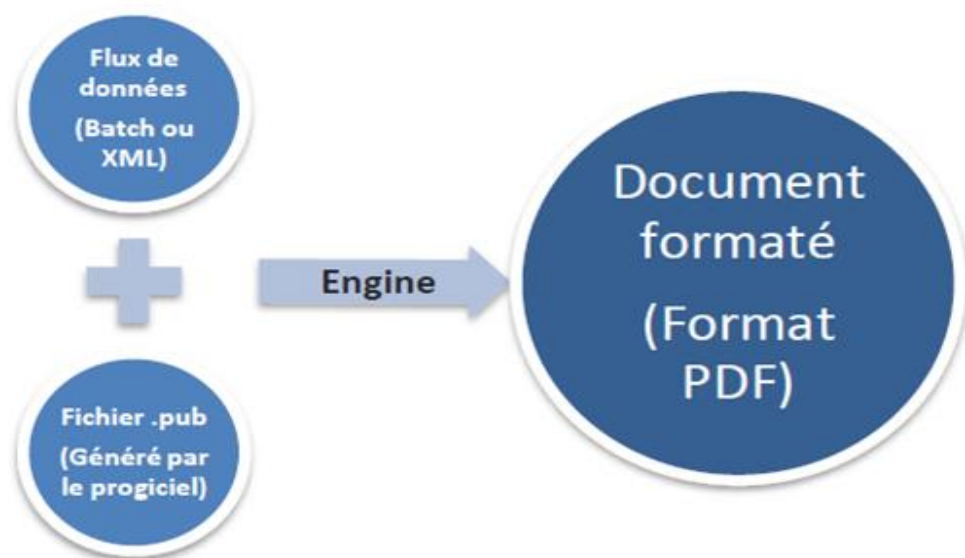 Flux de
données
(Batch ou
XML)
Fichier .pub
(Généré par
le progiciel)
Engine
Document
formaté
(Format
PDF)